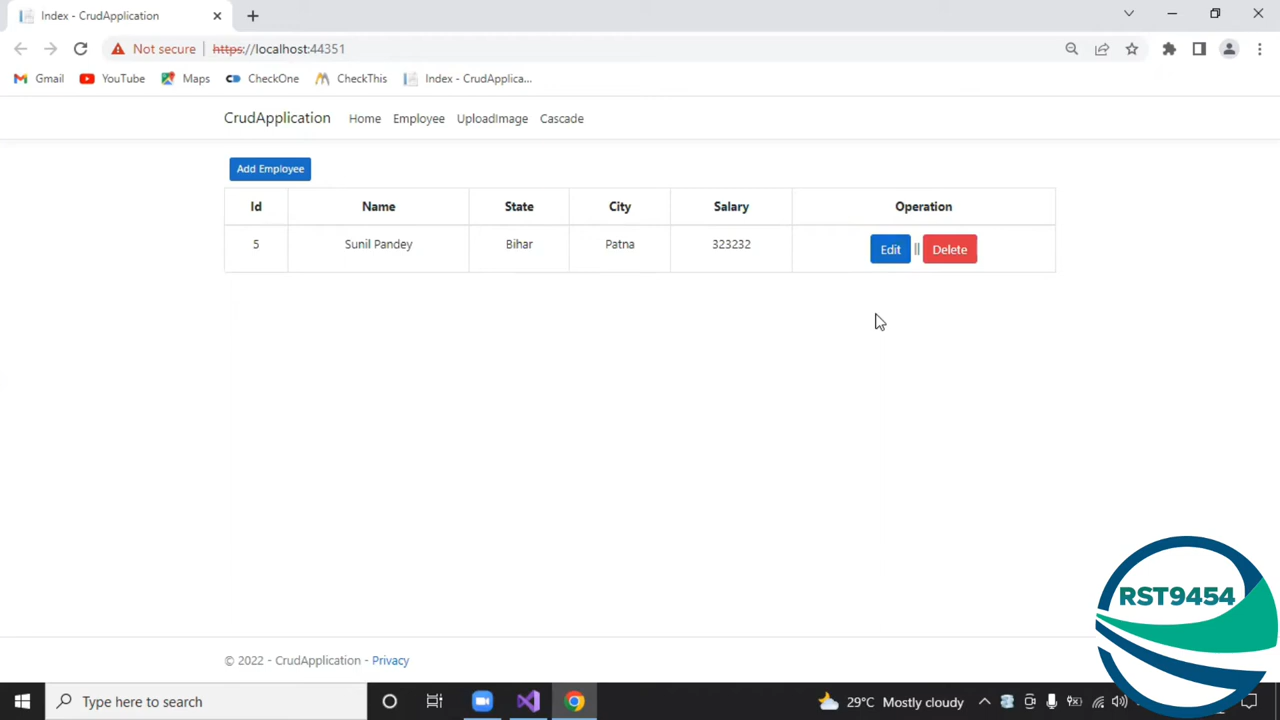 Index - CrudApplication
Not secure https://localhost:44351
Gmail YouTube Maps CheckOne CheckThis Index - CrudApplica...
CrudApplication Home Employee UploadImage Cascade
Add Employee
Id Name State City Salary Operation
5 Sunil Pandey Bihar Patna 323232 Edit || Delete
RST9454
© 2022 - CrudApplication - Privacy
Type here to search 29°C Mostly cloudy